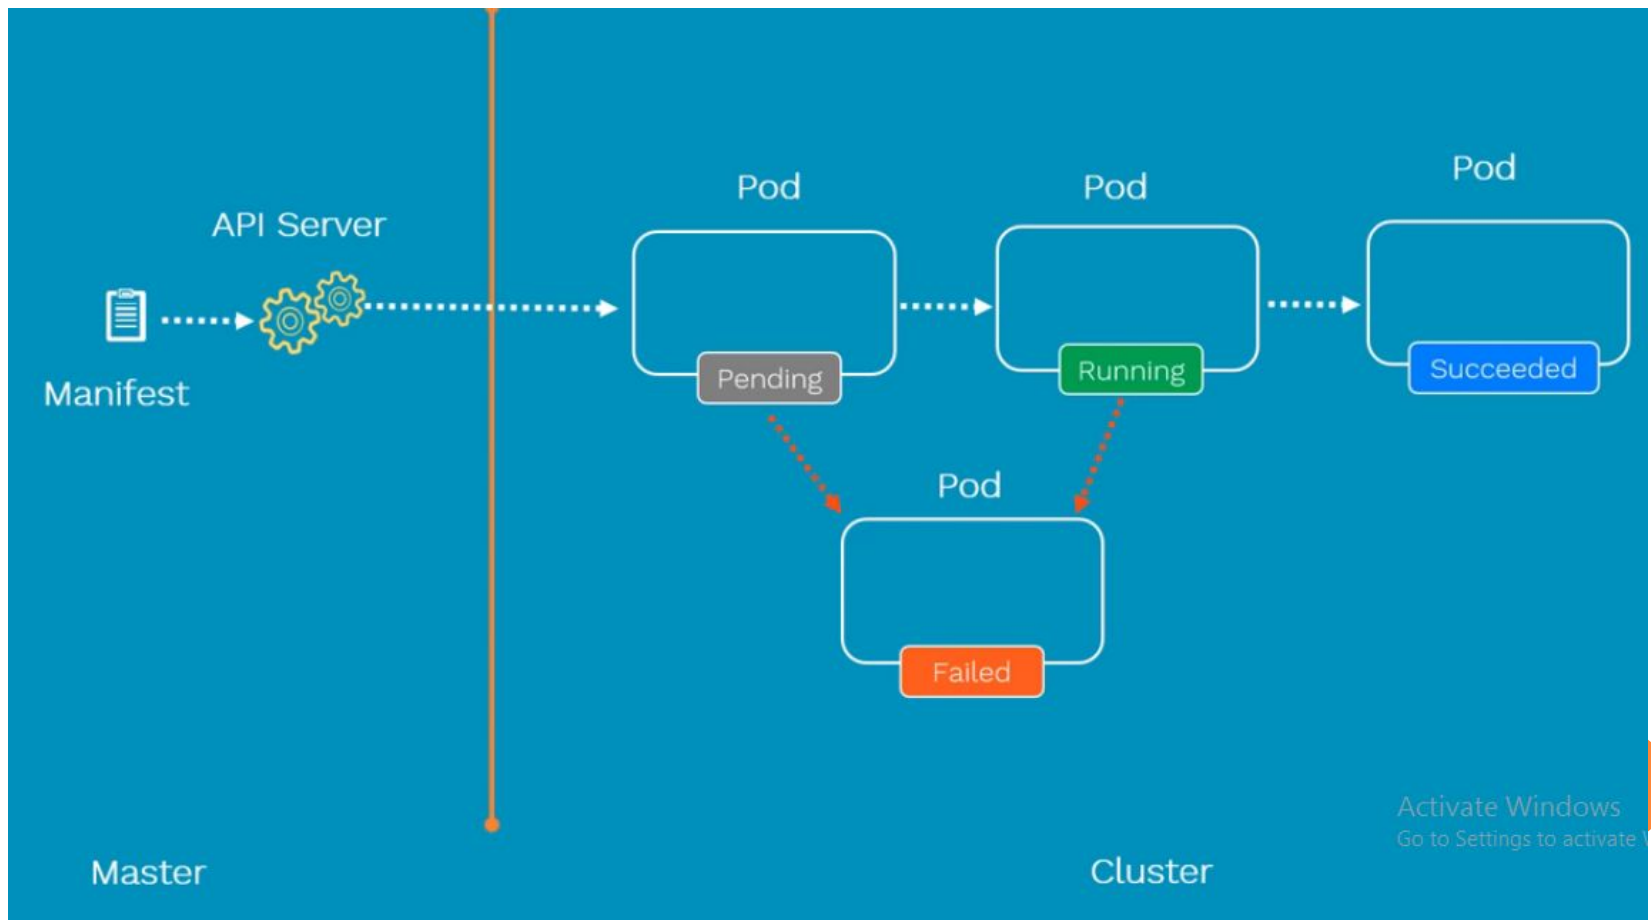 Pod
Pod
Pod
API Server
Manifest
Pending
Running
Succeeded
Pod
Failed
Activate Windows
Go to Settings to activate
Master
Cluster